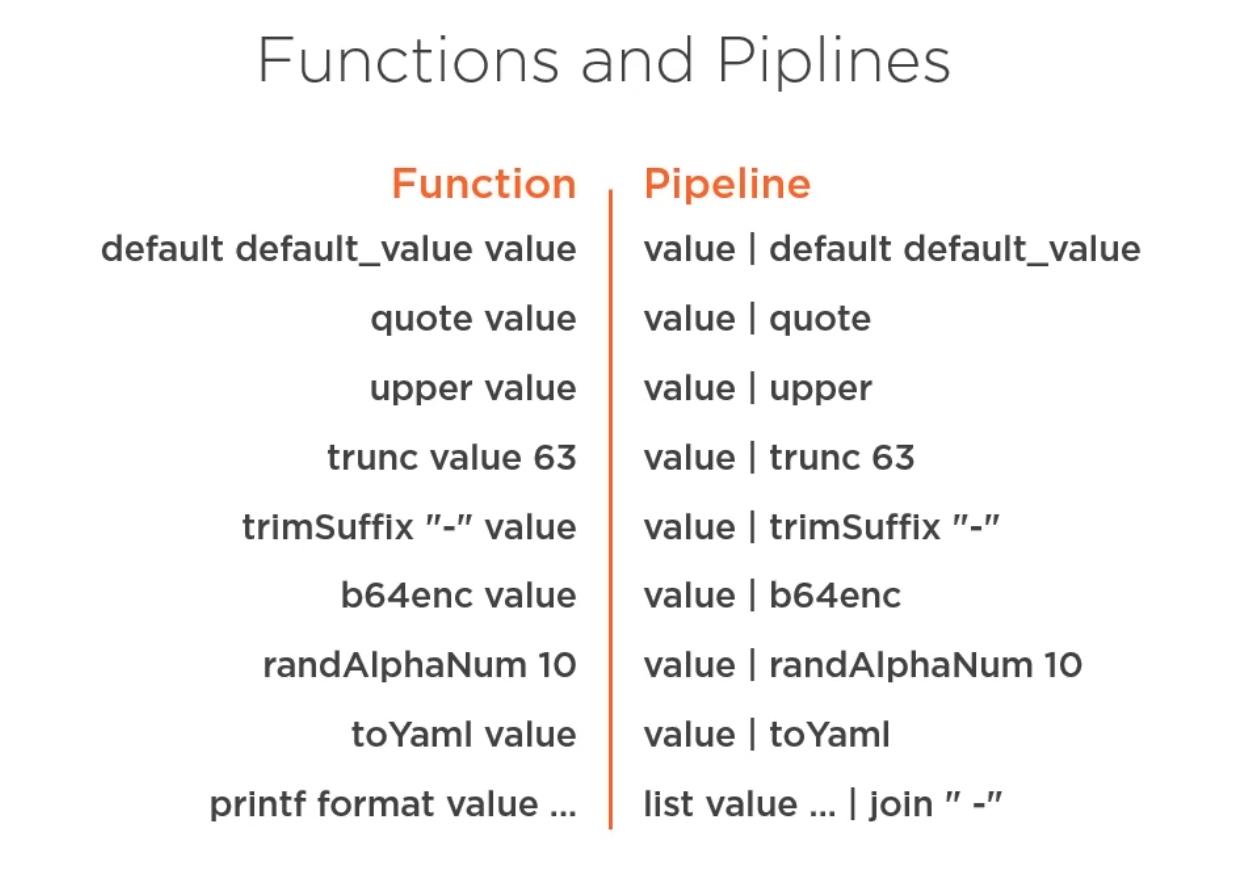 Functions and Piplines
Function | Pipeline
default default_value value | value | default default_value
quote value | value | quote
upper value | value | upper
trunc value 63 | value | trunc 63
trimSuffix "-" value | value | trimSuffix "-"
b64enc value | value | b64enc
randAlphaNum 10 | value | randAlphaNum 10
toYaml value | value | toYaml
printf format value ... | list value ... | join " -"